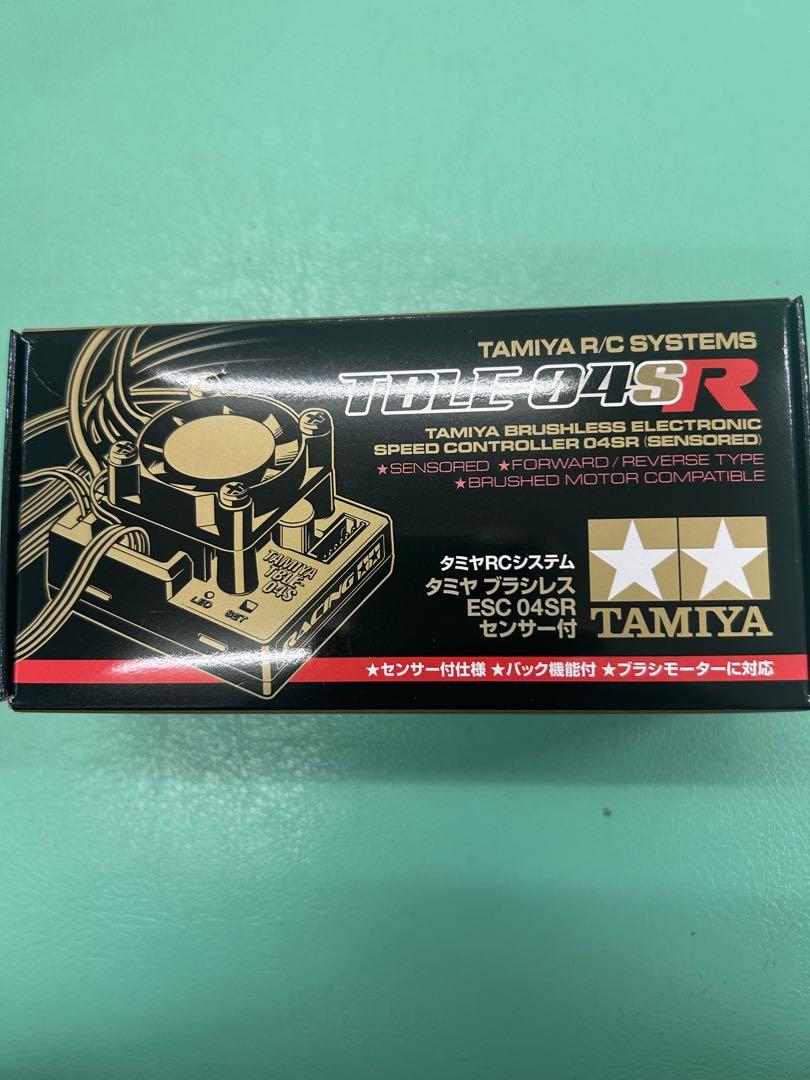 TAMIYA R/C SYSTEMS
TBLE-04SR
TAMIYA BRUSHLESS ELECTRONIC
SPEED CONTROLLER 04SR (SENSORED)
★SENSORED ★FORWARD/REVERSE TYPE
★BRUSHED MOTOR COMPATIBLE
タミヤRCシステム
タミヤ ブラシレス
ESC 04SR
センサー付
TAMIYA
TAMIYA
TBLE-
04S
LED
SET
RACING
★センサー付仕様 ★バック機能付 ★ブラシモーターに対応